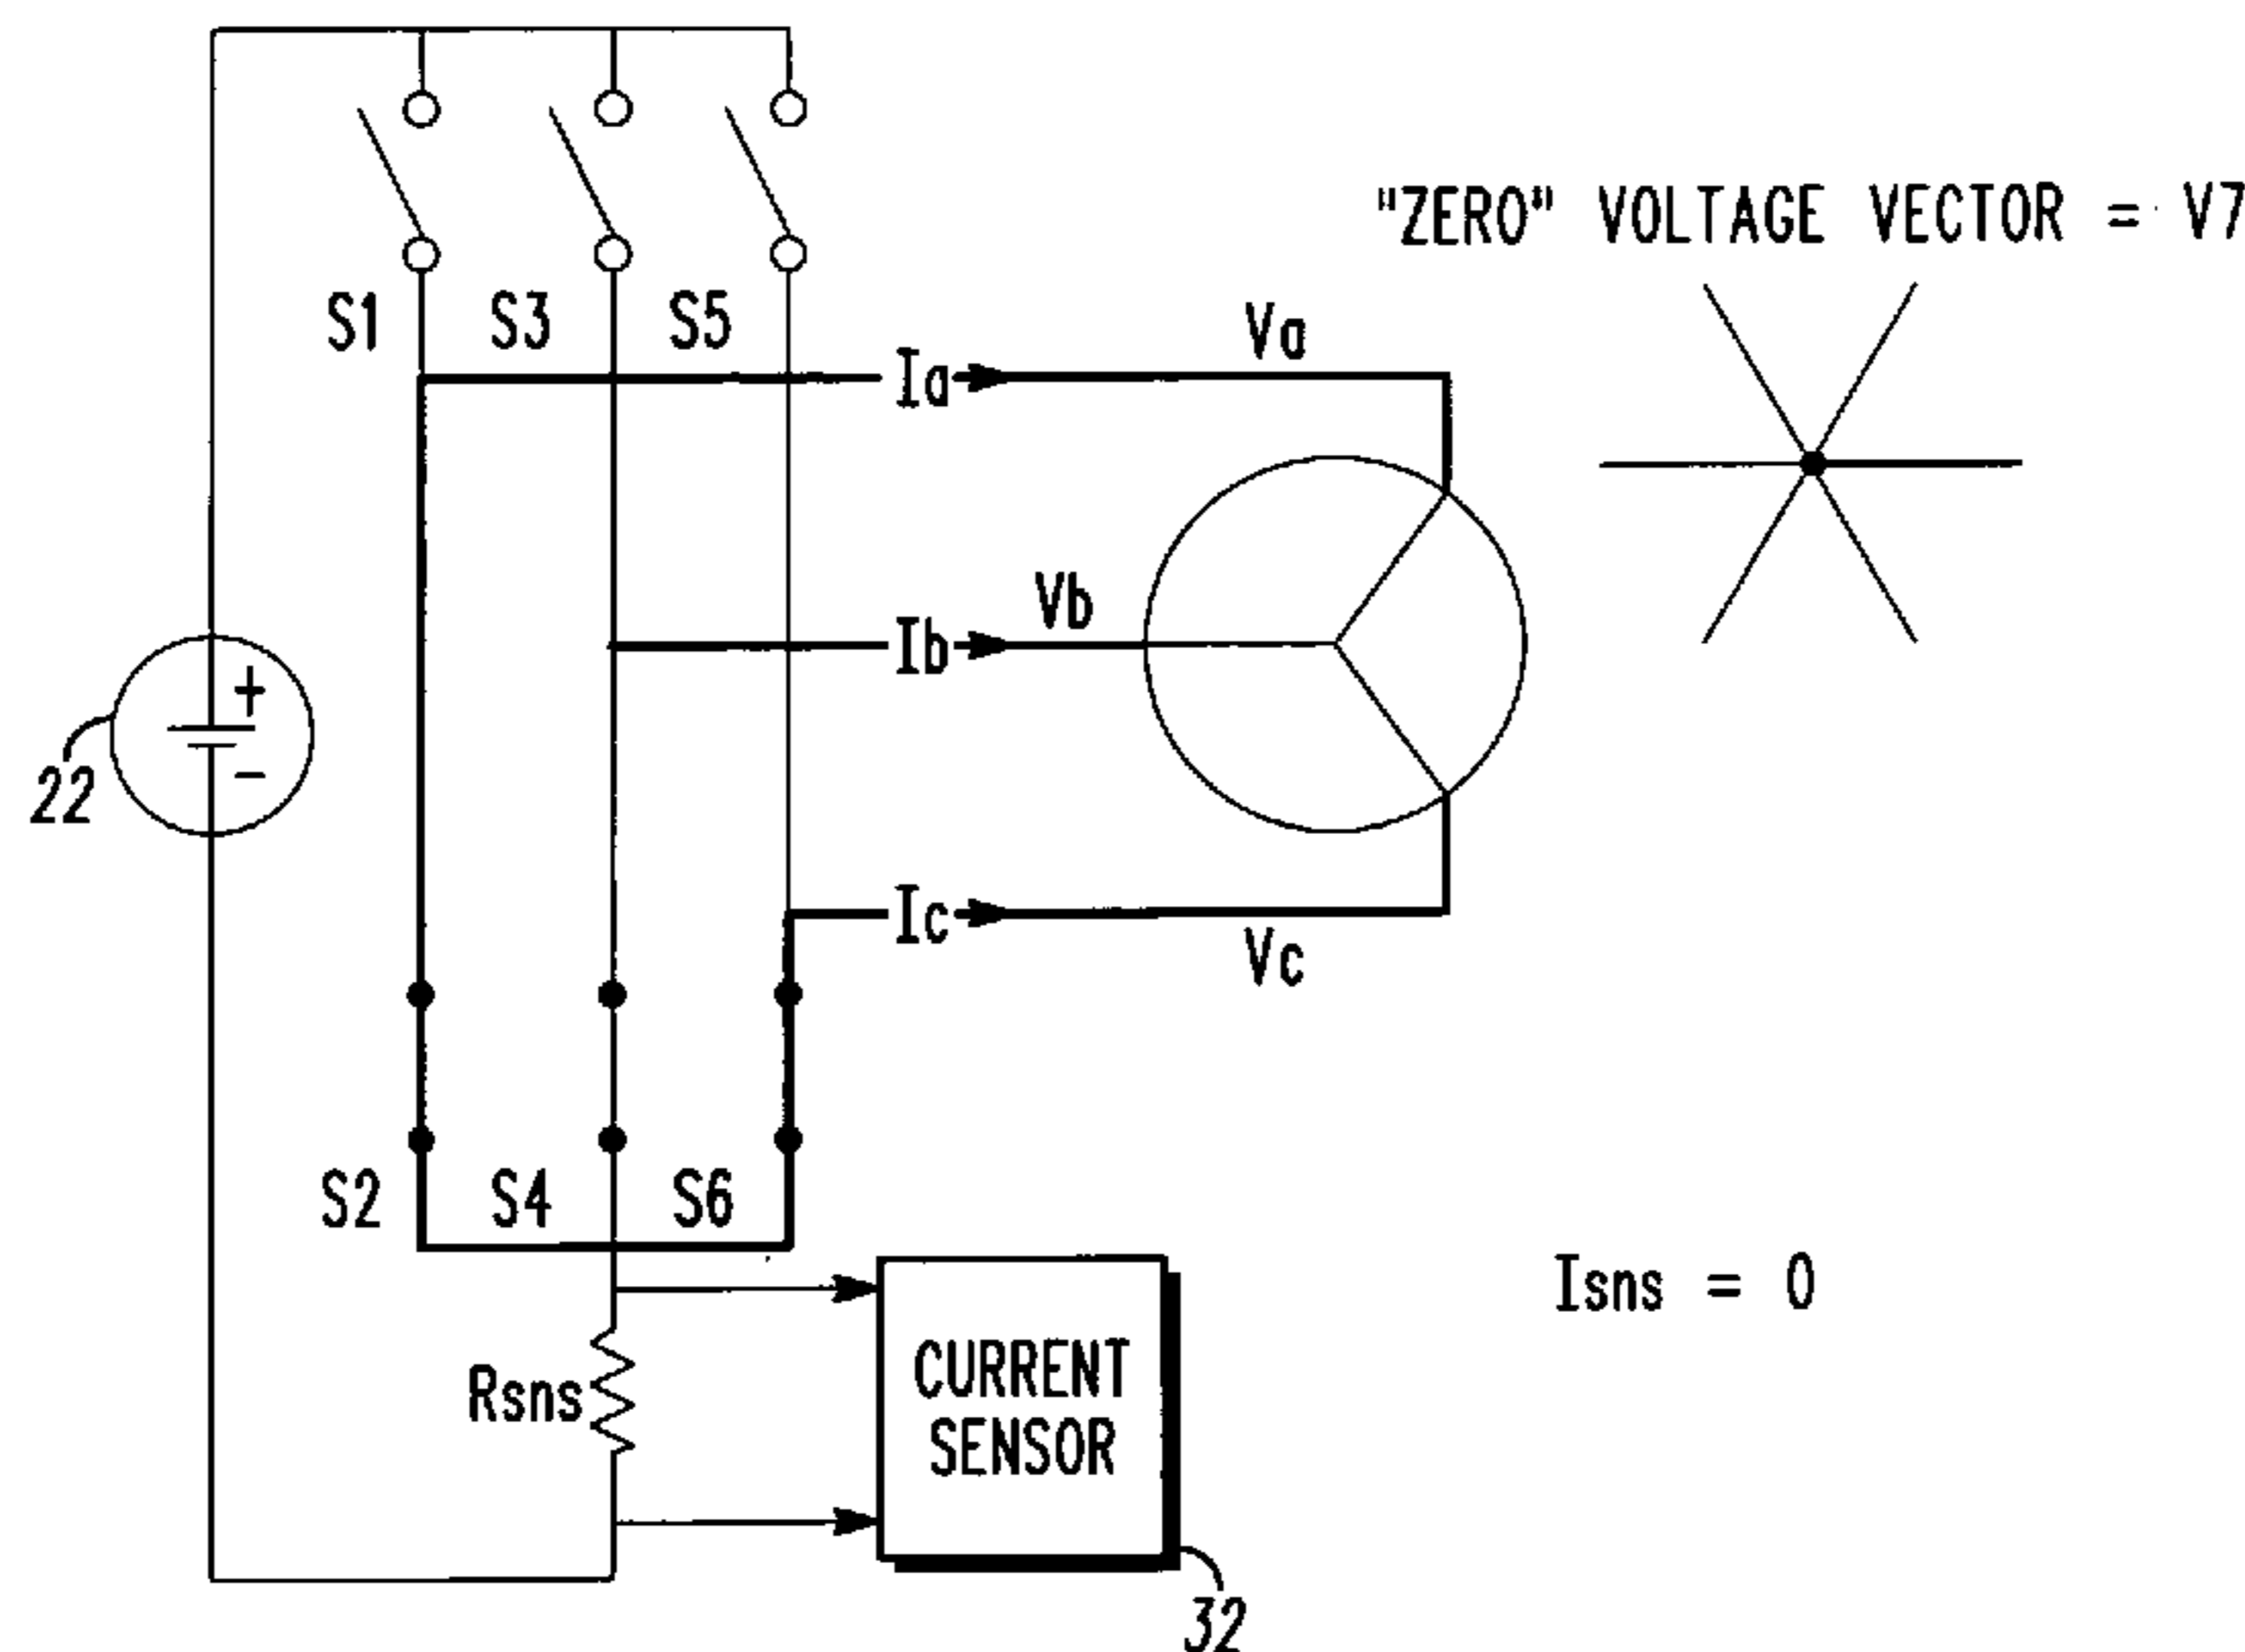 "ZERO" VOLTAGE VECTOR = V7
S1 S3 S5
Va
Ia
Vb
Ib
+
-
22
Ic
Vc
S2 S4 S6
Isns = 0
Rsns
CURRENT
SENSOR
32